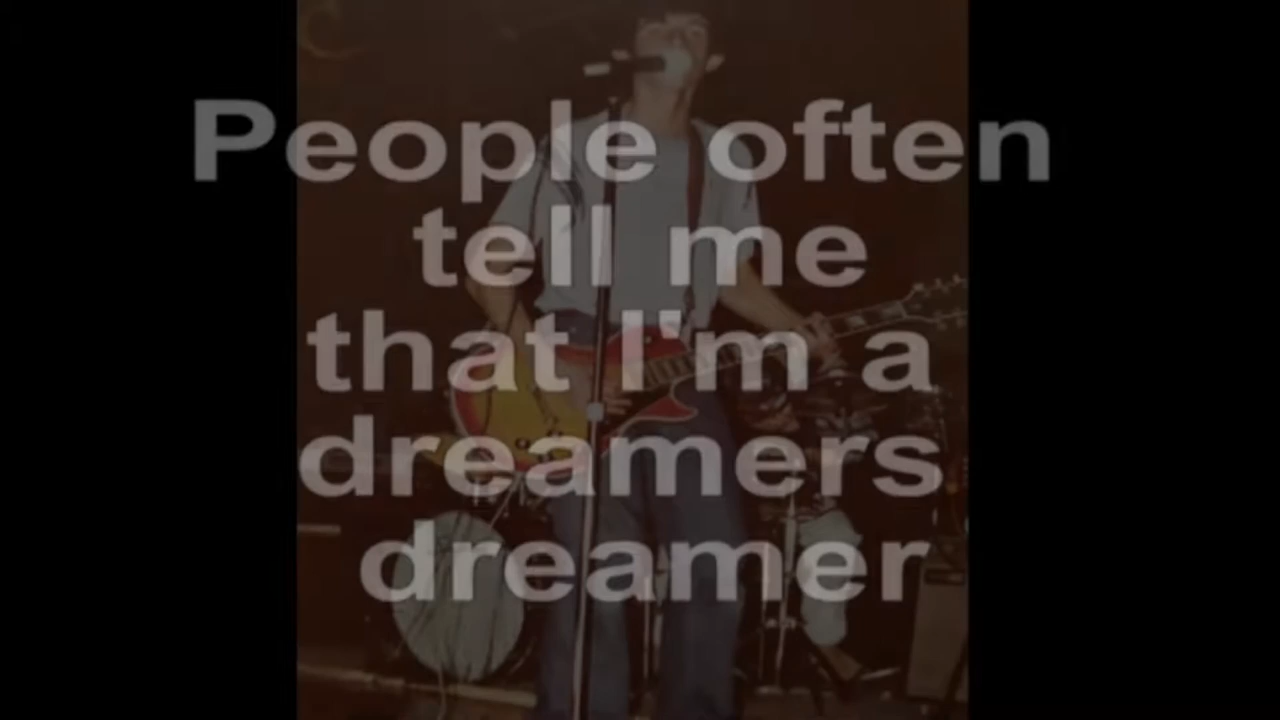 People often
tell me
that I'm a
dreamers
dreamer